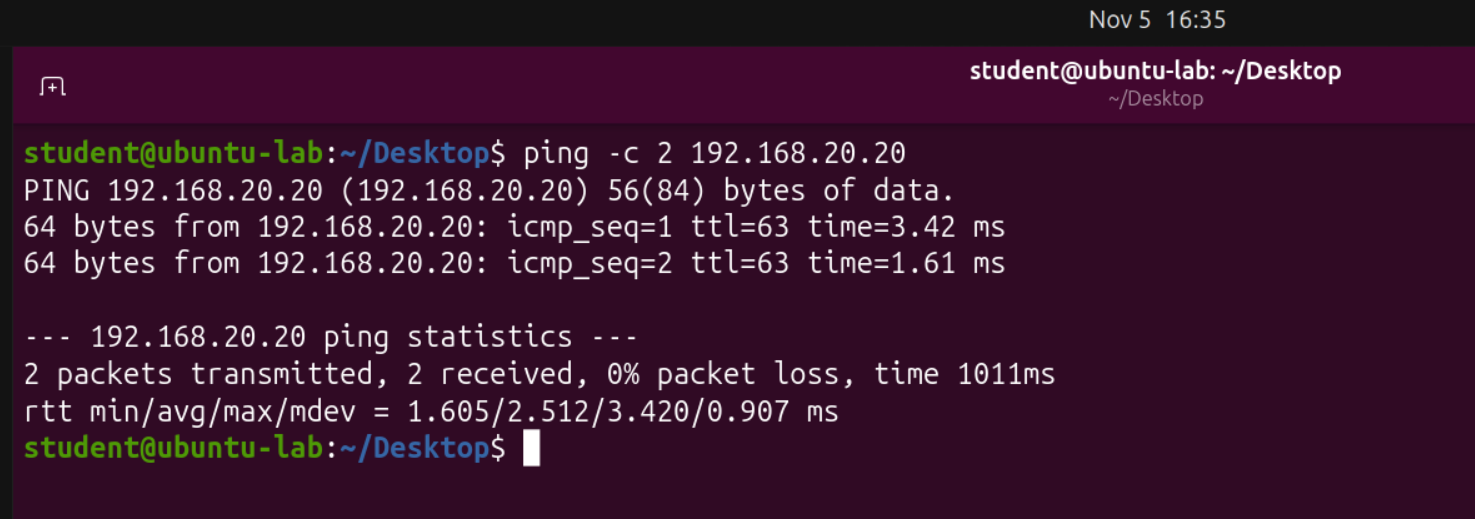 Nov 5 16:35
student@ubuntu-lab: ~/Desktop
~/Desktop
student@ubuntu-lab:~/Desktop$ ping -c 2 192.168.20.20
PING 192.168.20.20 (192.168.20.20) 56(84) bytes of data.
64 bytes from 192.168.20.20: icmp_seq=1 ttl=63 time=3.42 ms
64 bytes from 192.168.20.20: icmp_seq=2 ttl=63 time=1.61 ms
--- 192.168.20.20 ping statistics ---
2 packets transmitted, 2 received, 0% packet loss, time 1011ms
rtt min/avg/max/mdev = 1.605/2.512/3.420/0.907 ms
student@ubuntu-lab:~/Desktop$